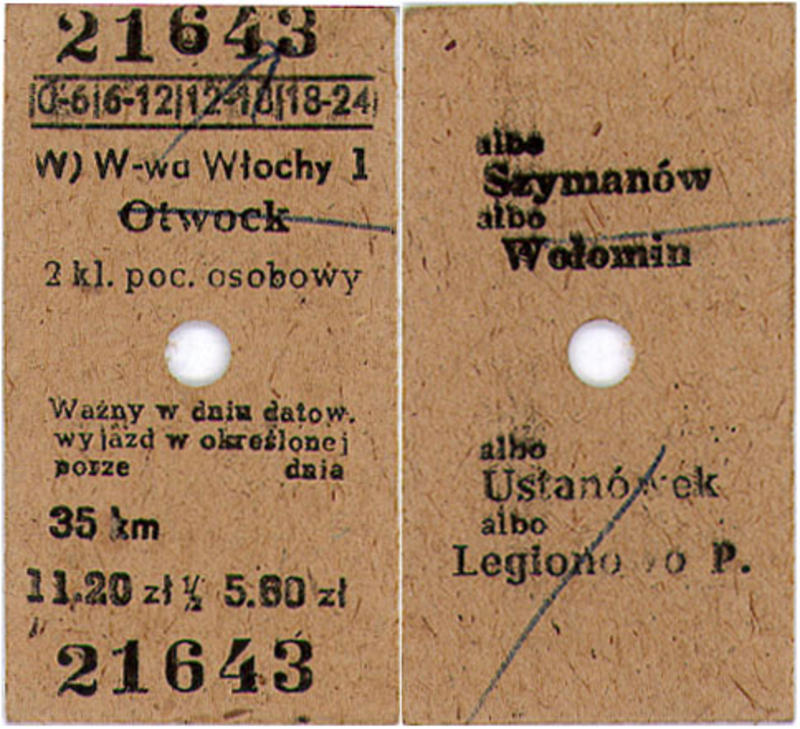 21643
0-6|6-12|12-18|18-24
W) W-wa Włochy 1
Otwock
2 kl. poc. osobowy
Ważny w dniu datow.
wyjazd w określonej
porze dnia
35 km
11.20 zł ½ 5.60 zł
21643
albo
Szymanów
albo
Wołomin
albo
Ustanówek
albo
Legionowo P.